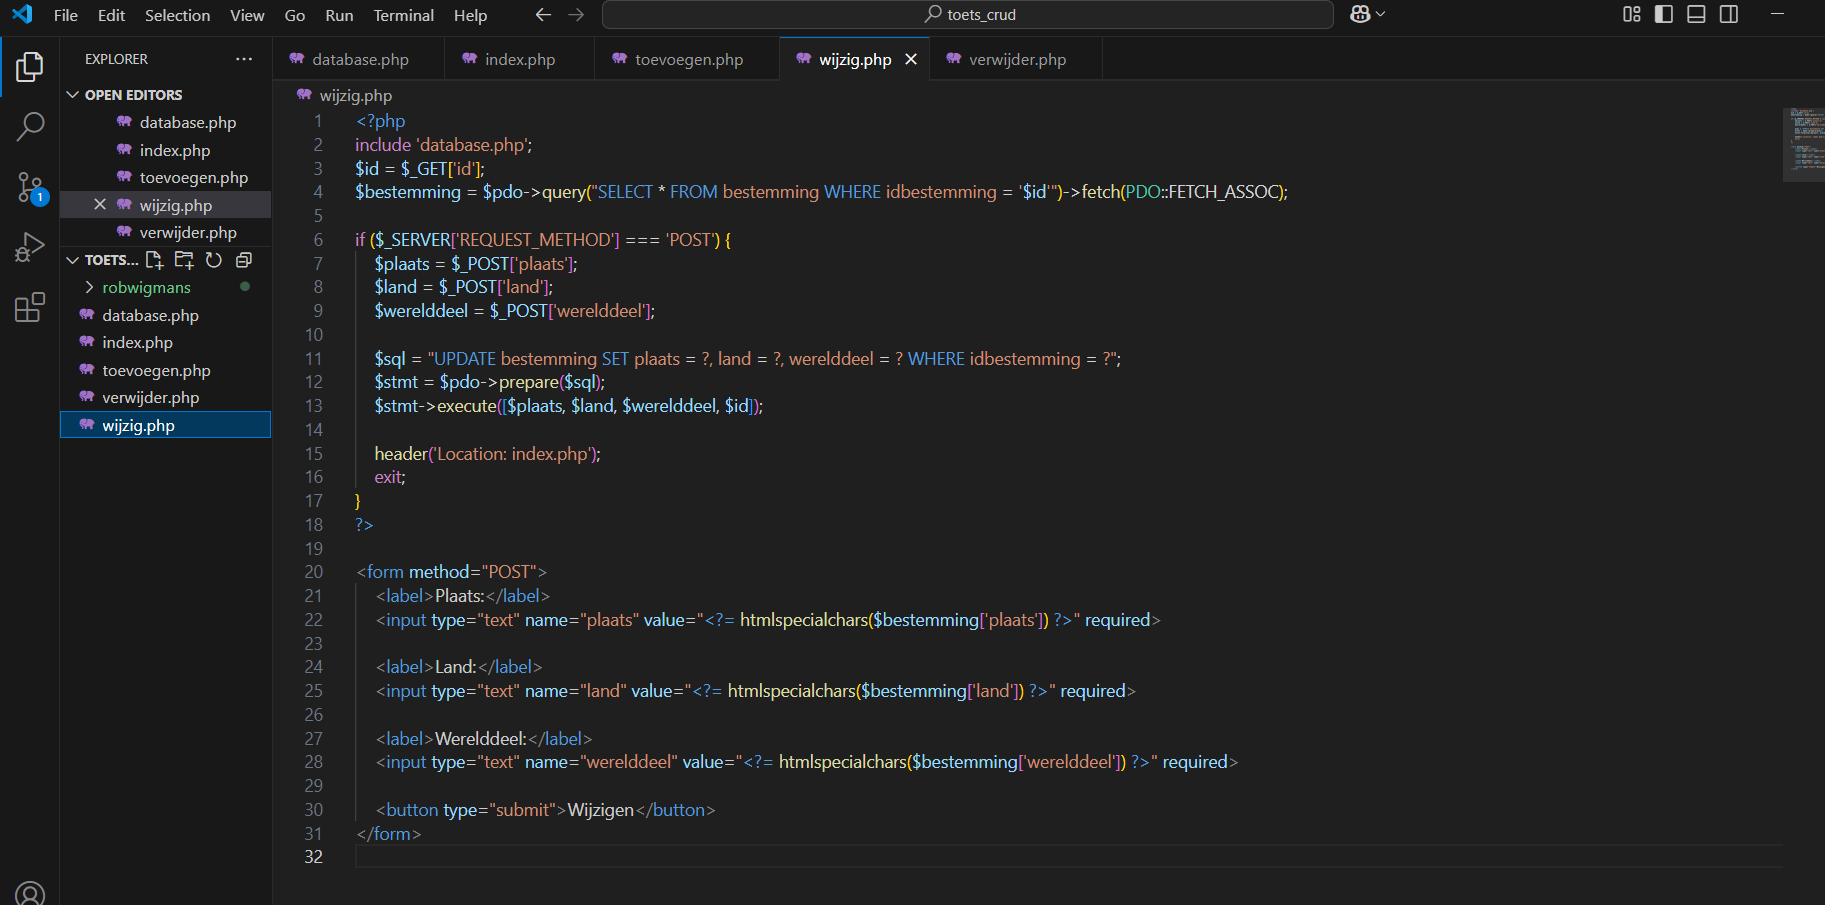 File Edit Selection View Go Run Terminal Help
toets_crud
EXPLORER
OPEN EDITORS
database.php
index.php
toevoegen.php
wijzig.php
verwijder.php
1
TOETS...
robwigmans
database.php
index.php
toevoegen.php
verwijder.php
wijzig.php
database.php index.php toevoegen.php wijzig.php verwijder.php
wijzig.php
1 <?php
2 include 'database.php';
3 $id = $_GET['id'];
4 $bestemming = $pdo->query("SELECT * FROM bestemming WHERE idbestemming = '$id'")->fetch(PDO::FETCH_ASSOC);
5
6 if ($_SERVER['REQUEST_METHOD'] === 'POST') {
7 $plaats = $_POST['plaats'];
8 $land = $_POST['land'];
9 $werelddeel = $_POST['werelddeel'];
10
11 $sql = "UPDATE bestemming SET plaats = ?, land = ?, werelddeel = ? WHERE idbestemming = ?";
12 $stmt = $pdo->prepare($sql);
13 $stmt->execute([$plaats, $land, $werelddeel, $id]);
14
15 header('Location: index.php');
16 exit;
17 }
18 ?>
19
20 <form method="POST">
21 <label>Plaats:</label>
22 <input type="text" name="plaats" value="<?= htmlspecialchars($bestemming['plaats']) ?>" required>
23
24 <label>Land:</label>
25 <input type="text" name="land" value="<?= htmlspecialchars($bestemming['land']) ?>" required>
26
27 <label>Werelddeel:</label>
28 <input type="text" name="werelddeel" value="<?= htmlspecialchars($bestemming['werelddeel']) ?>" required>
29
30 <button type="submit">Wijzigen</button>
31 </form>
32